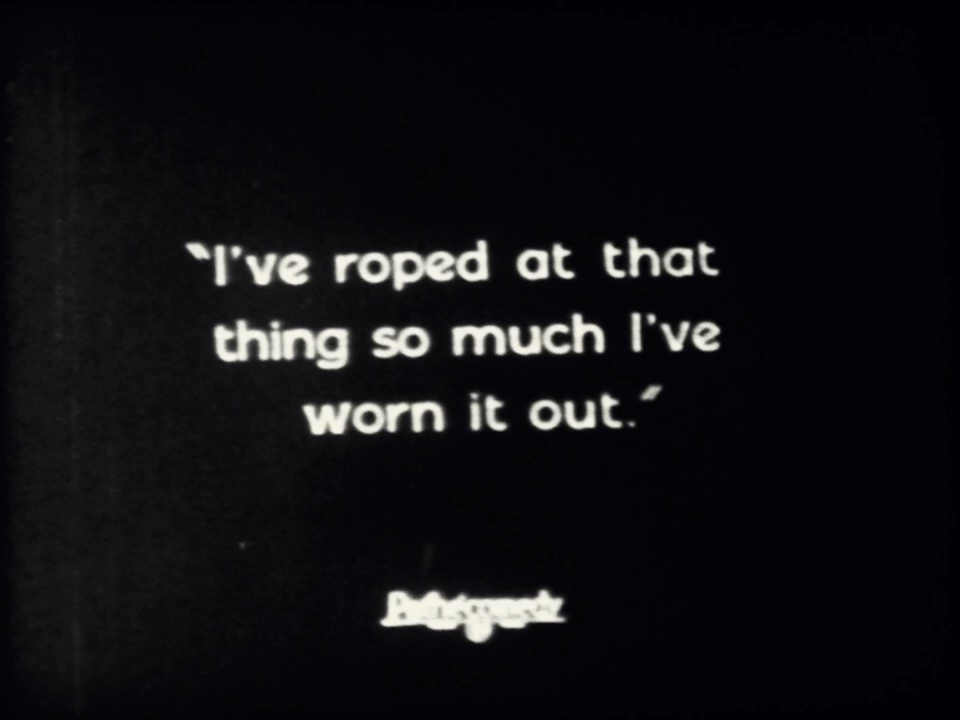 "I've roped at that
thing so much I've
worn it out."